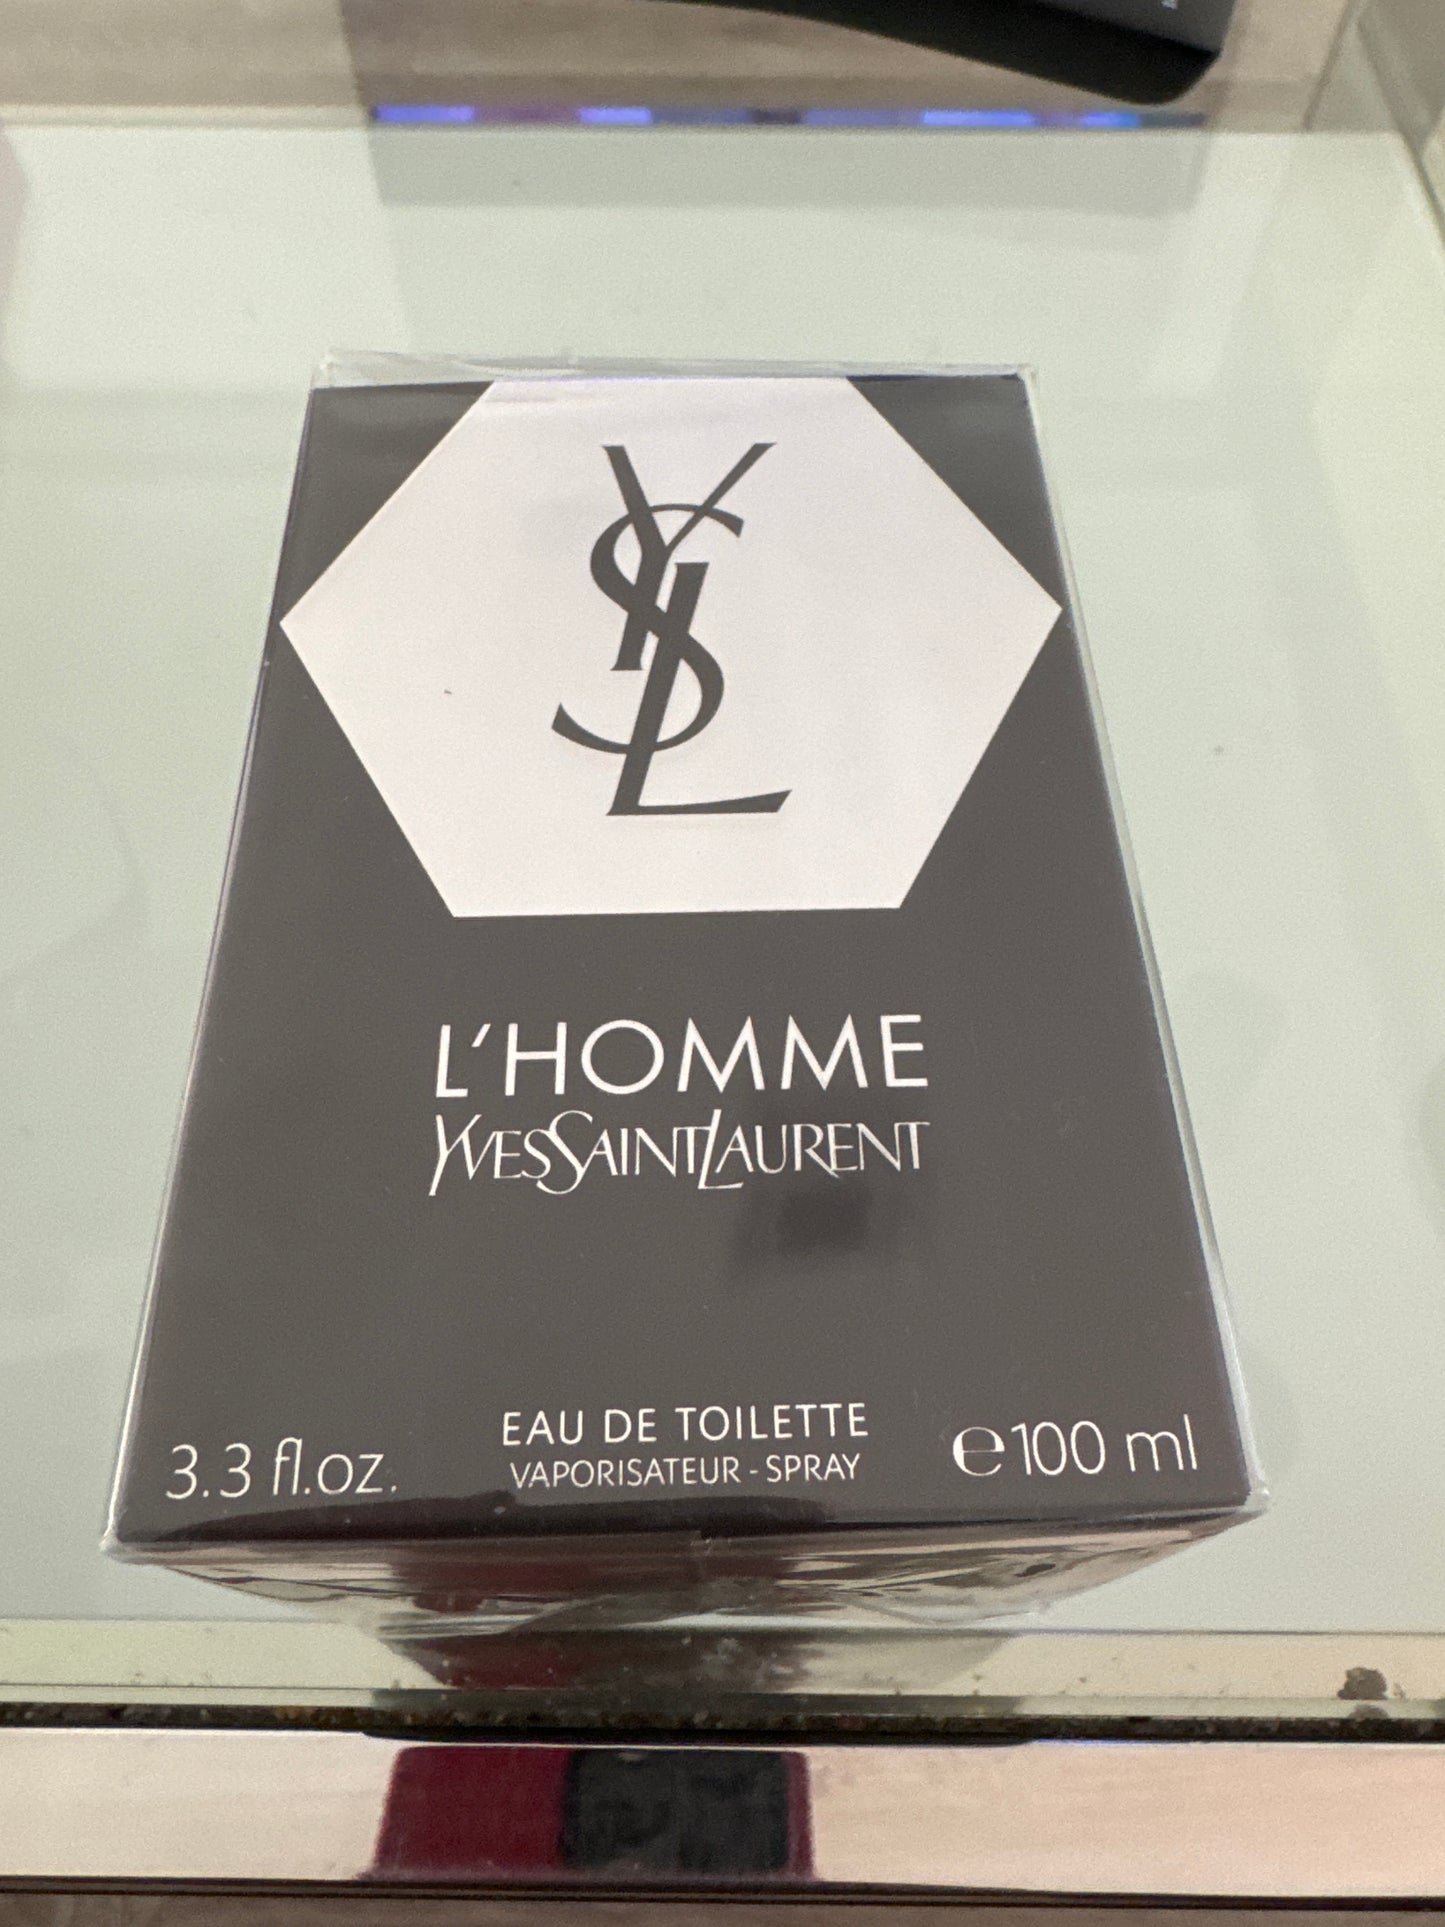 YSL
L'HOMME
YVESSAINTLAURENT
EAU DE TOILETTE
3.3 fl.oz. VAPORISATEUR - SPRAY ℮100 ml